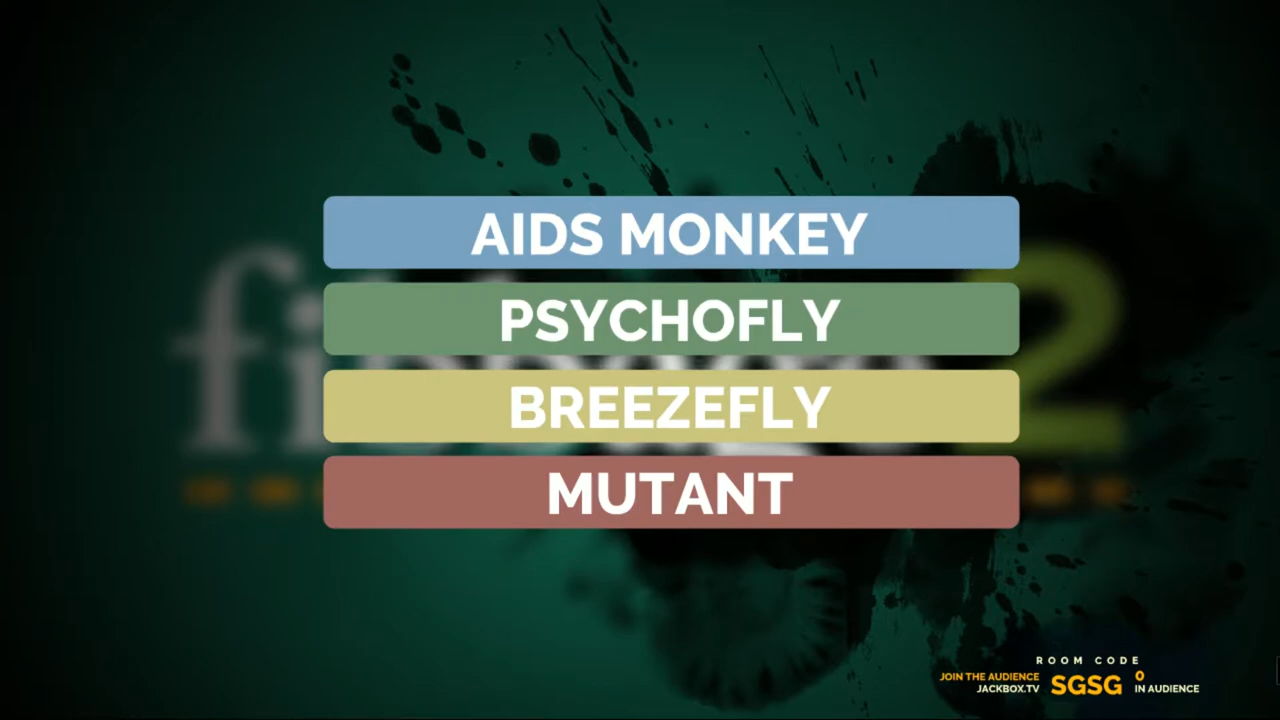 AIDS MONKEY
PSYCHOFLY
BREEZEFLY
MUTANT
ROOM CODE
JOIN THE AUDIENCE
JACKBOX.TV
SGSG
0
IN AUDIENCE